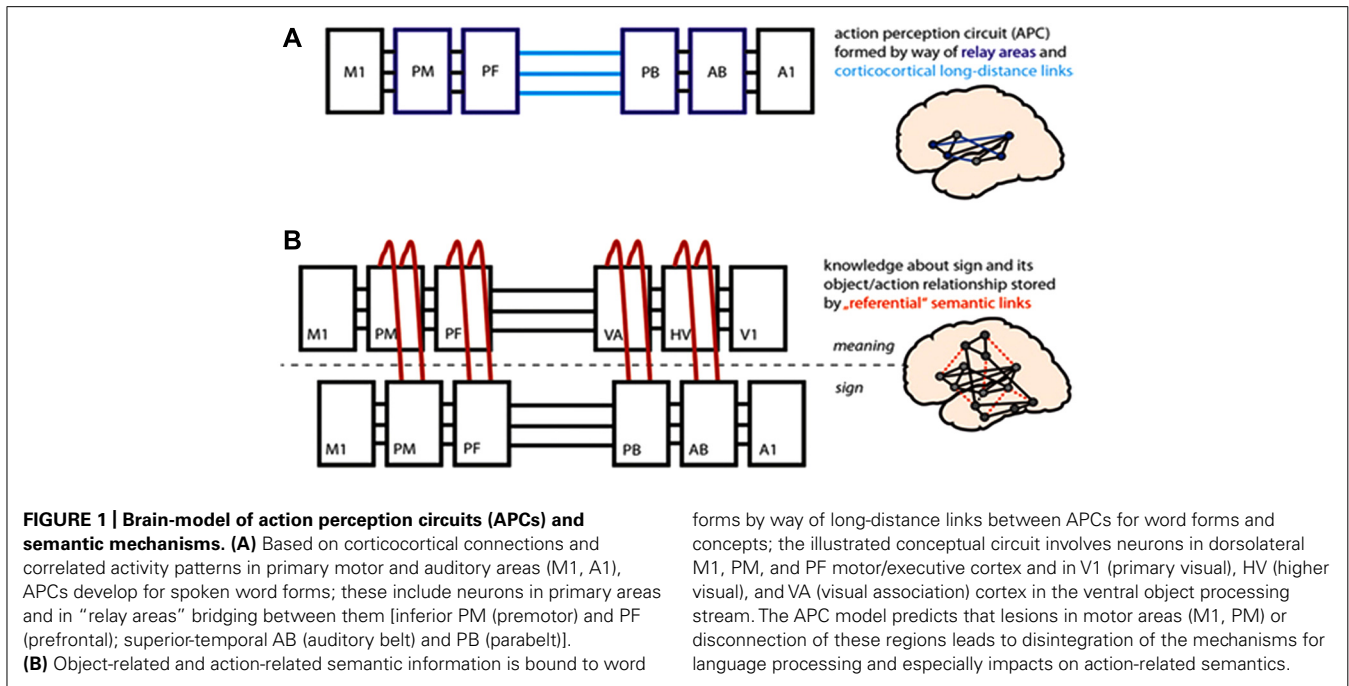 A
M1 PM PF PB AB A1
action perception circuit (APC)
formed by way of relay areas and
corticocortical long-distance links
B
M1 PM PF VA HV V1
knowledge about sign and its
object/action relationship stored
by „referential“ semantic links
meaning
sign
M1 PM PF PB AB A1
FIGURE 1 | Brain-model of action perception circuits (APCs) and
semantic mechanisms. (A) Based on corticocortical connections and
correlated activity patterns in primary motor and auditory areas (M1, A1),
APCs develop for spoken word forms; these include neurons in primary areas
and in “relay areas” bridging between them [inferior PM (premotor) and PF
(prefrontal); superior-temporal AB (auditory belt) and PB (parabelt)].
(B) Object-related and action-related semantic information is bound to word
forms by way of long-distance links between APCs for word forms and
concepts; the illustrated conceptual circuit involves neurons in dorsolateral
M1, PM, and PF motor/executive cortex and in V1 (primary visual), HV (higher
visual), and VA (visual association) cortex in the ventral object processing
stream. The APC model predicts that lesions in motor areas (M1, PM) or
disconnection of these regions leads to disintegration of the mechanisms for
language processing and especially impacts on action-related semantics.